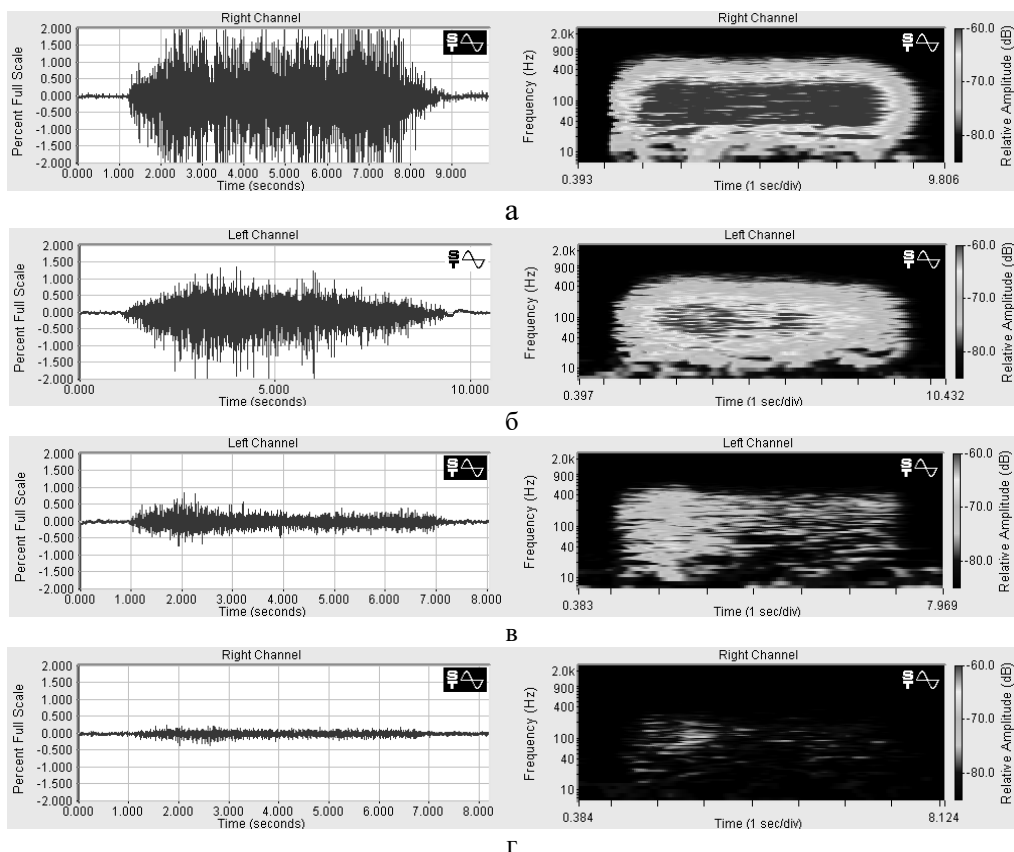 Right Channel
Percent Full Scale
2.000
1.500
1.000
0.500
0.000
-0.500
-1.000
-1.500
-2.000
0.000 1.000 2.000 3.000 4.000 5.000 6.000 7.000 8.000 9.000
Time (seconds)
ST
Right Channel
Frequency (Hz)
2.0k
900
400
100
40
10
0.393 Time (1 sec/div) 9.806
ST
Relative Amplitude (dB)
-60.0
-70.0
-80.0
а
Left Channel
Percent Full Scale
2.000
1.500
1.000
0.500
0.000
-0.500
-1.000
-1.500
-2.000
0.000 5.000 10.000
Time (seconds)
ST
Left Channel
Frequency (Hz)
2.0k
900
400
100
40
10
0.397 Time (1 sec/div) 10.432
ST
Relative Amplitude (dB)
-60.0
-70.0
-80.0
б
Left Channel
Percent Full Scale
2.000
1.500
1.000
0.500
0.000
-0.500
-1.000
-1.500
-2.000
0.000 1.000 2.000 3.000 4.000 5.000 6.000 7.000 8.000
Time (seconds)
ST
Left Channel
Frequency (Hz)
2.0k
900
400
100
40
10
0.383 Time (1 sec/div) 7.969
ST
Relative Amplitude (dB)
-60.0
-70.0
-80.0
в
Right Channel
Percent Full Scale
2.000
1.500
1.000
0.500
0.000
-0.500
-1.000
-1.500
-2.000
0.000 1.000 2.000 3.000 4.000 5.000 6.000 7.000 8.000
Time (seconds)
ST
Right Channel
Frequency (Hz)
2.0k
900
400
100
40
10
0.384 Time (1 sec/div) 8.124
ST
Relative Amplitude (dB)
-60.0
-70.0
-80.0
г